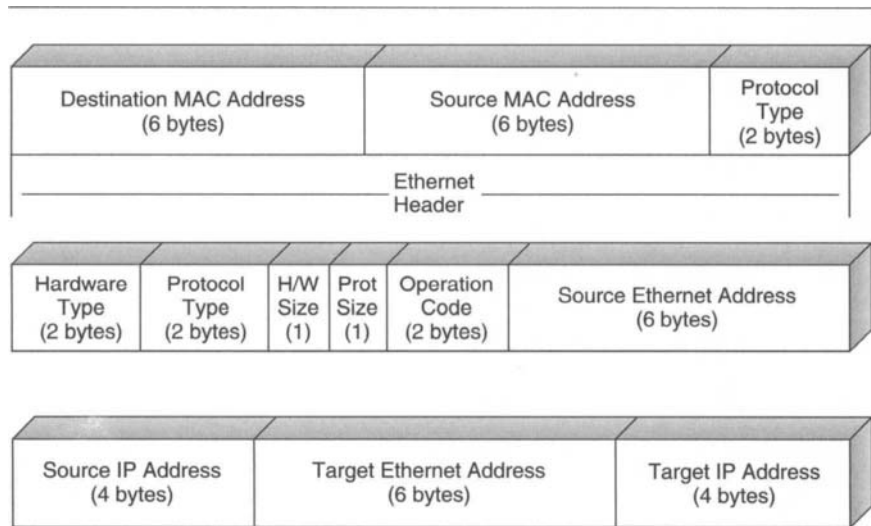 Destination MAC Address
(6 bytes)
Source MAC Address
(6 bytes)
Protocol
Type
(2 bytes)
Ethernet
Header
Hardware
Type
(2 bytes)
Protocol
Type
(2 bytes)
H/W
Size
(1)
Prot
Size
(1)
Operation
Code
(2 bytes)
Source Ethernet Address
(6 bytes)
Source IP Address
(4 bytes)
Target Ethernet Address
(6 bytes)
Target IP Address
(4 bytes)